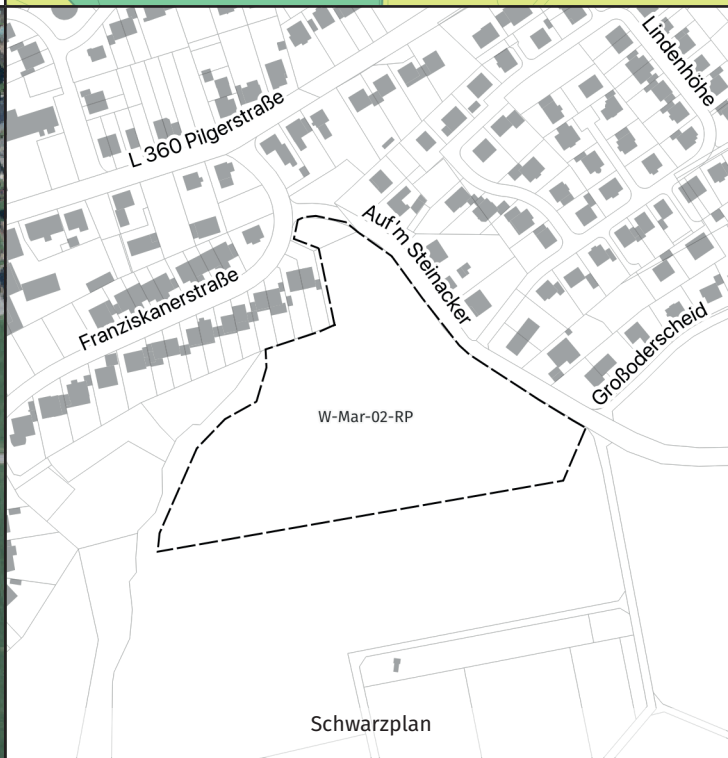 Lindenhöhe
L 360 Pilgerstraße
Auf'm Steinacker
Franziskanerstraße
Großoderscheid
W-Mar-02-RP
Schwarzplan